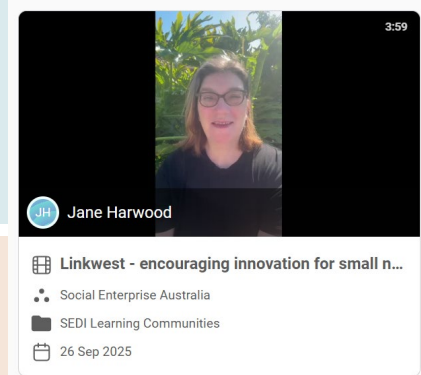 3:59
JH
Jane Harwood
Linkwest - encouraging innovation for small n...
Social Enterprise Australia
SEDI Learning Communities
26 Sep 2025